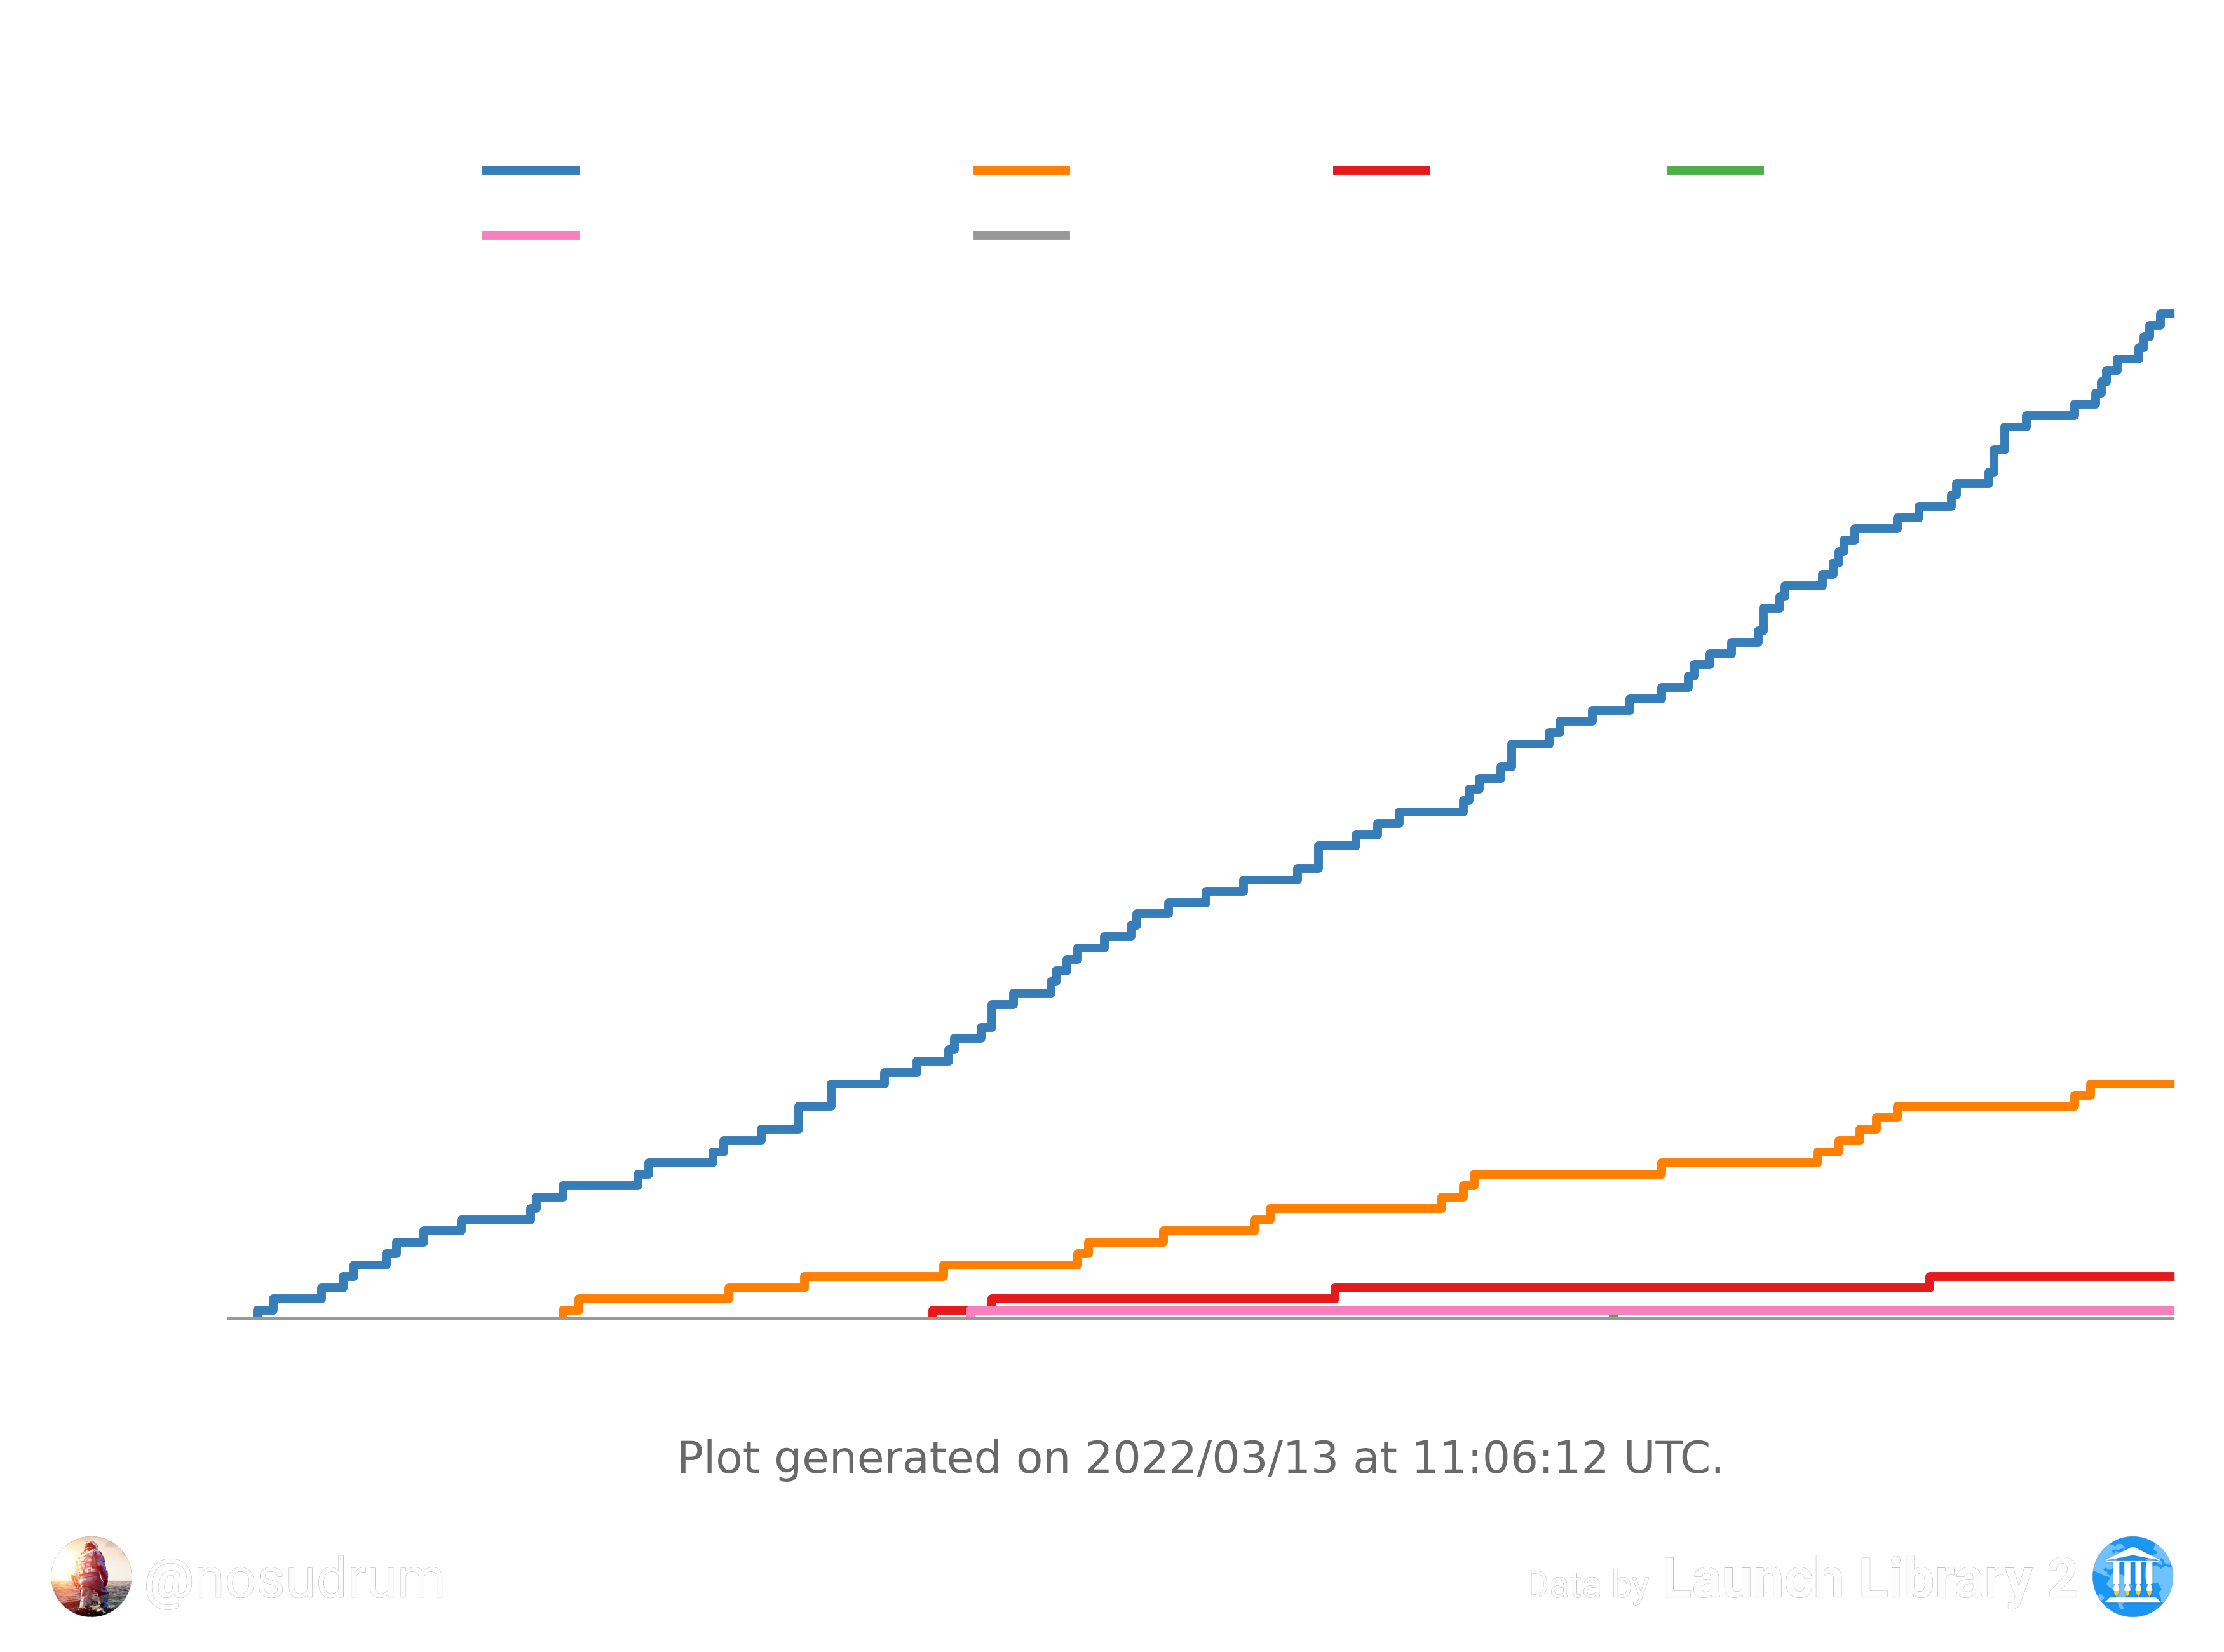 Plot generated on 2022/03/13 at 11:06:12 UTC.
@nosudrum
Data by Launch Library 2